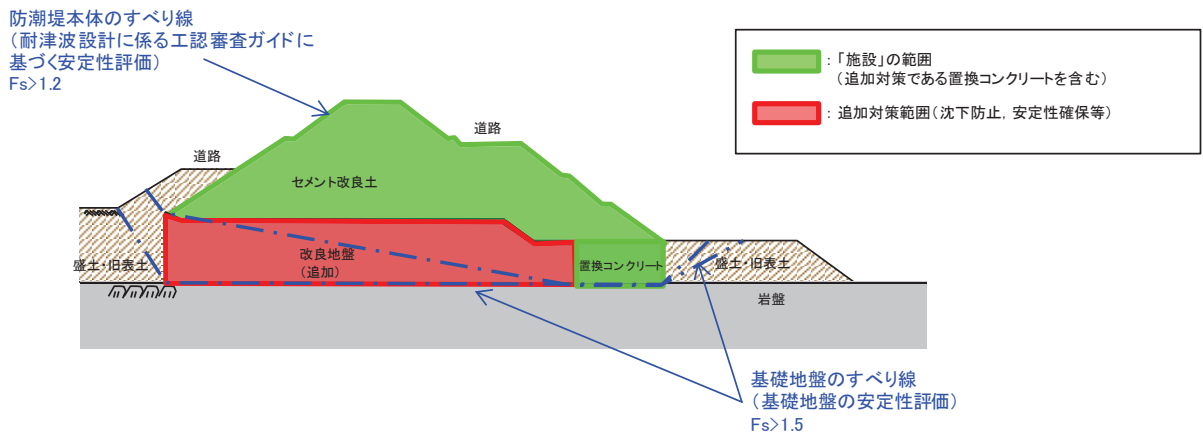 防潮堤本体のすべり線
（耐津波設計に係る工認審査ガイドに
基づく安定性評価）
Fs>1.2
：「施設」の範囲
（追加対策である置換コンクリートを含む）
：追加対策範囲（沈下防止，安定性確保等）
道路
道路
セメント改良土
改良地盤
（追加）
置換コンクリート
盛土・旧表土
盛土・旧表土
岩盤
基礎地盤のすべり線
（基礎地盤の安定性評価）
Fs>1.5